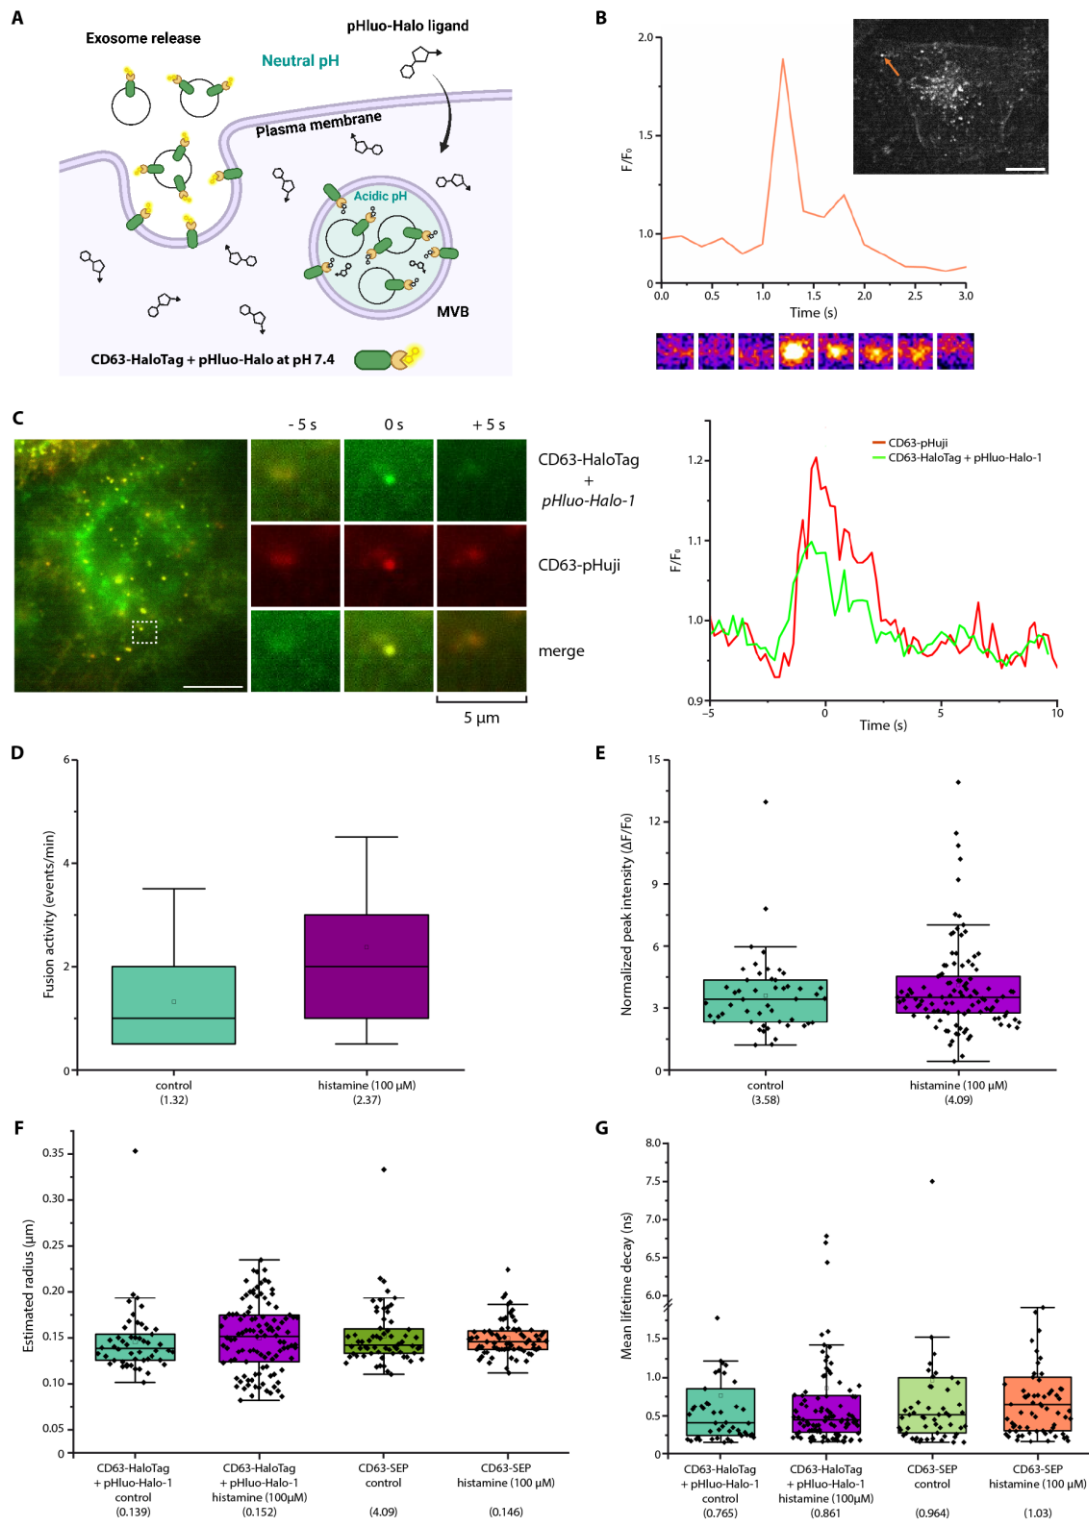 A
Exosome release
pHluo-Halo ligand
Neutral pH
Plasma membrane
Acidic pH
MVB
CD63-HaloTag + pHluo-Halo at pH 7.4
B
F/F₀
2.0
1.5
1.0
0
0.0 0.5 1.0 1.5 2.0 2.5 3.0
Time (s)
C
- 5 s 0 s + 5 s
CD63-HaloTag
+
pHluo-Halo-1
CD63-pHuji
merge
5 µm
CD63-pHuji
CD63-HaloTag + pHluo-Halo-1
F/F₀
1.2
1.1
1.0
0.9
−5 0 5 10
Time (s)
D
Fusion activity (events/min)
6
4
2
0
control histamine (100 µM)
(1.32) (2.37)
E
Normalized peak intensity (ΔF/F₀)
15
12
9
6
3
0
control histamine (100 µM)
(3.58) (4.09)
F
Estimated radius (µm)
0.35
0.30
0.25
0.20
0.15
0.10
0.05
0
CD63-HaloTag CD63-HaloTag CD63-SEP CD63-SEP
+ pHluo-Halo-1 + pHluo-Halo-1 control histamine (100 µM)
control histamine (100µM)
(0.139) (0.152) (4.09) (0.146)
G
Mean lifetime decay (ns)
8.0
7.5
7.0
6.5
6.0
1.5
1.0
0.5
0
CD63-HaloTag CD63-HaloTag CD63-SEP CD63-SEP
+ pHluo-Halo-1 + pHluo-Halo-1 control histamine (100 µM)
control histamine (100µM)
(0.765) (0.861 (0.964) (1.03)